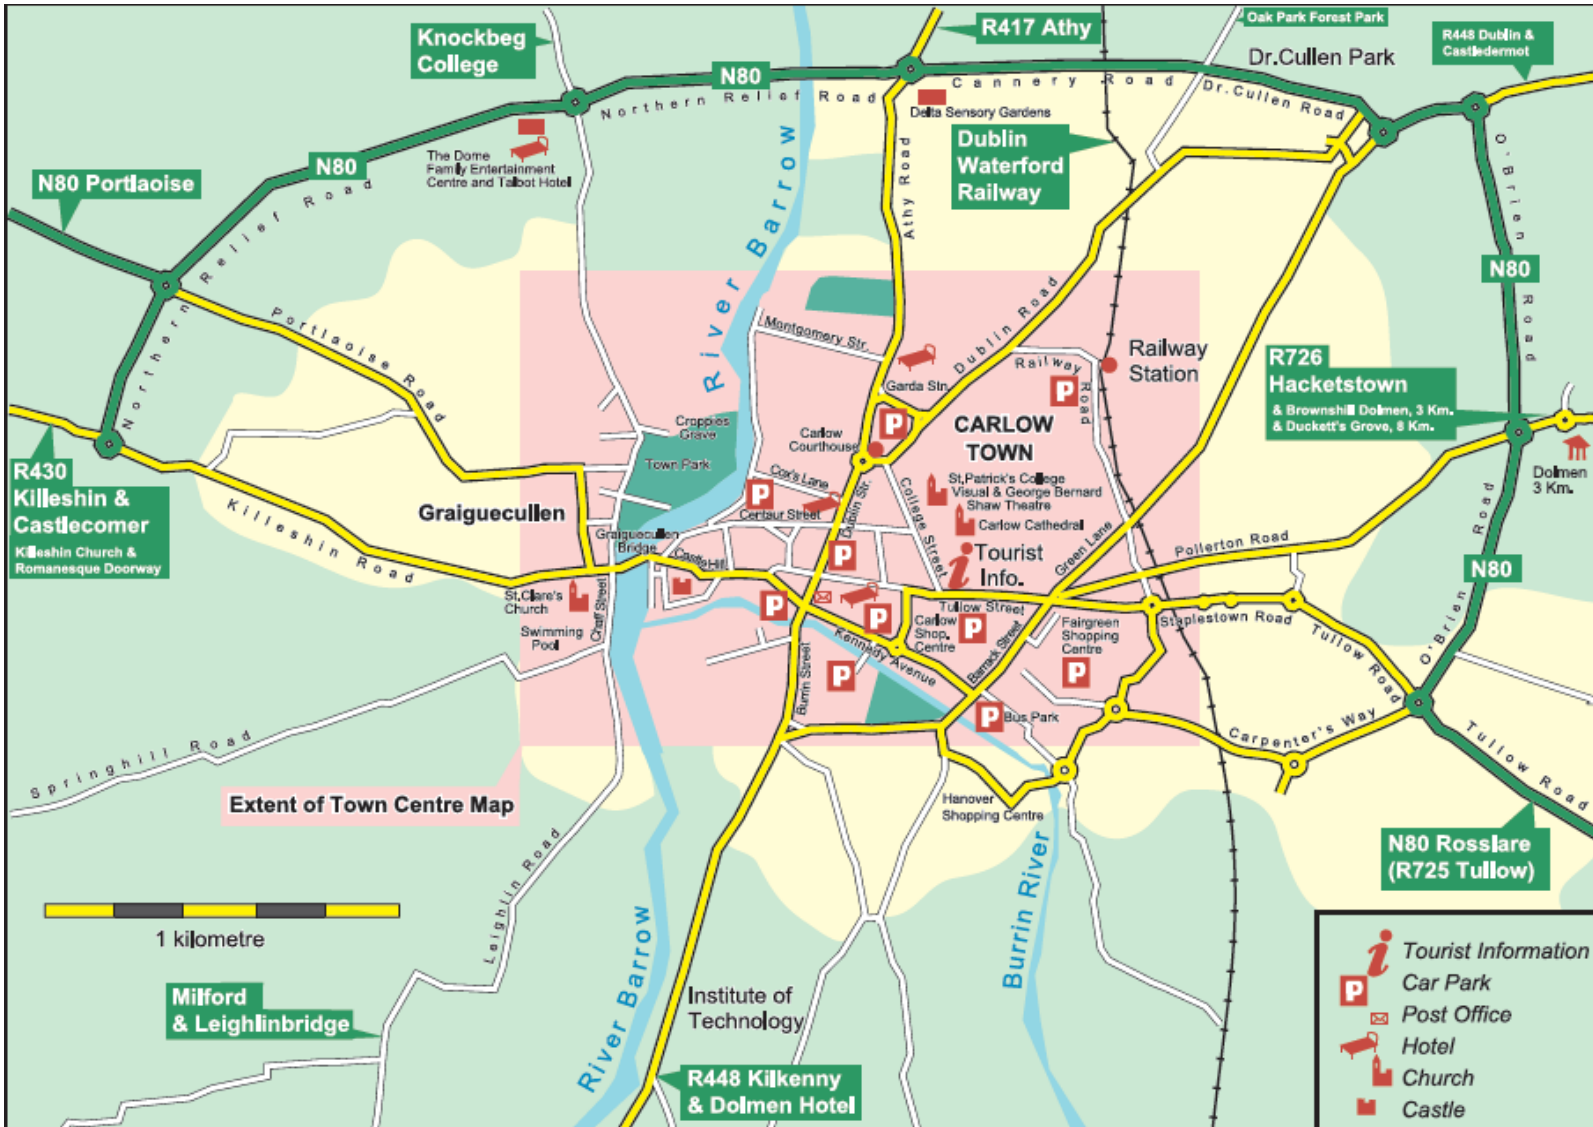 Knockbeg
College
R417 Athy
Oak Park Forest Park
R448 Dublin &
Castledermot
Dr.Cullen Park
N80
Northern Relief Road
Cannery Road
Dr.Cullen Road
Delta Sensory Gardens
The Dome
Family Entertainment
Centre and Talbot Hotel
N80
N80 Portlaoise
Northern Relief Road
River Barrow
Athy Road
Dublin
Waterford
Railway
O'Brien Road
N80
Portlaoise Road
Montgomery Str.
Dublin Road
Railway Road
Railway
Station
Garda Stn.
P
P
R726
Hacketstown
& Brownshill Dolmen, 3 Km.
& Duckett's Grove, 8 Km.
Dolmen
3 Km.
R430
Killeshin &
Castlecomer
Killeshin Church &
Romanesque Doorway
Killeshin Road
Graiguecullen
Croppies
Grave
Town Park
Carlow
Courthouse
CARLOW
TOWN
Cox's Lane
P
Centaur Street
Dublin Str.
College Street
St,Patrick's College
Visual & George Bernard
Shaw Theatre
Carlow Cathedral
Graiguecullen
Bridge
Castle Hill
P
Tourist
Info.
Green Lane
Pollerton Road
N80
O'Brien Road
St,Clare's
Church
Swimming
Pool
Chaff Street
P
P
Tullow Street
Carlow
Shop.
Centre
P
Barrack Street
Fairgreen
Shopping
Centre
P
Staplestown Road
Tullow Road
Kennedy Avenue
Burrin Street
P
P
Bus Park
Carpenter's Way
Tullow Road
Springhill Road
Extent of Town Centre Map
Hanover
Shopping Centre
N80 Rosslare
(R725 Tullow)
Leighlin Road
1 kilometre
River Barrow
Burrin River
Milford
& Leighlinbridge
Institute of
Technology
R448 Kilkenny
& Dolmen Hotel
Tourist Information
P
Car Park
Post Office
Hotel
Church
Castle